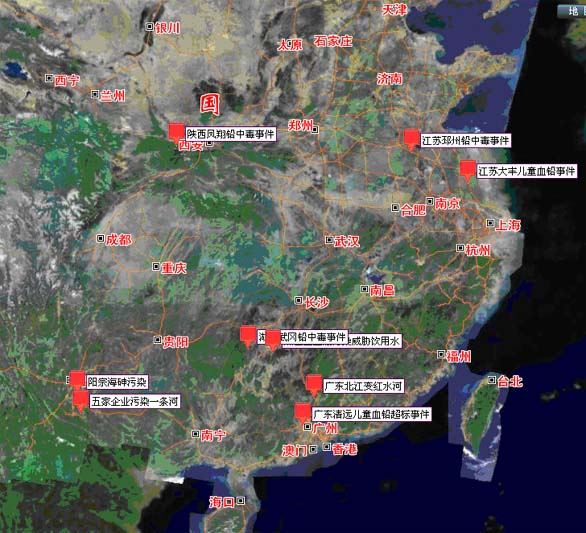 天津
地
银川
太原
石家庄
西宁
济南
兰州
国
陕西凤翔铅中毒事件
西安
郑州
江苏邳州铅中毒事件
江苏大丰儿童血铅事件
合肥
南京
上海
成都
武汉
杭州
重庆
南昌
长沙
武冈铅中毒事件
威胁饮用水
贵阳
福州
阳宗海砷污染
广东北江变红水河
台北
五家企业污染一条河
广东清远儿童血铅超标事件
广州
南宁
澳门
香港
海口